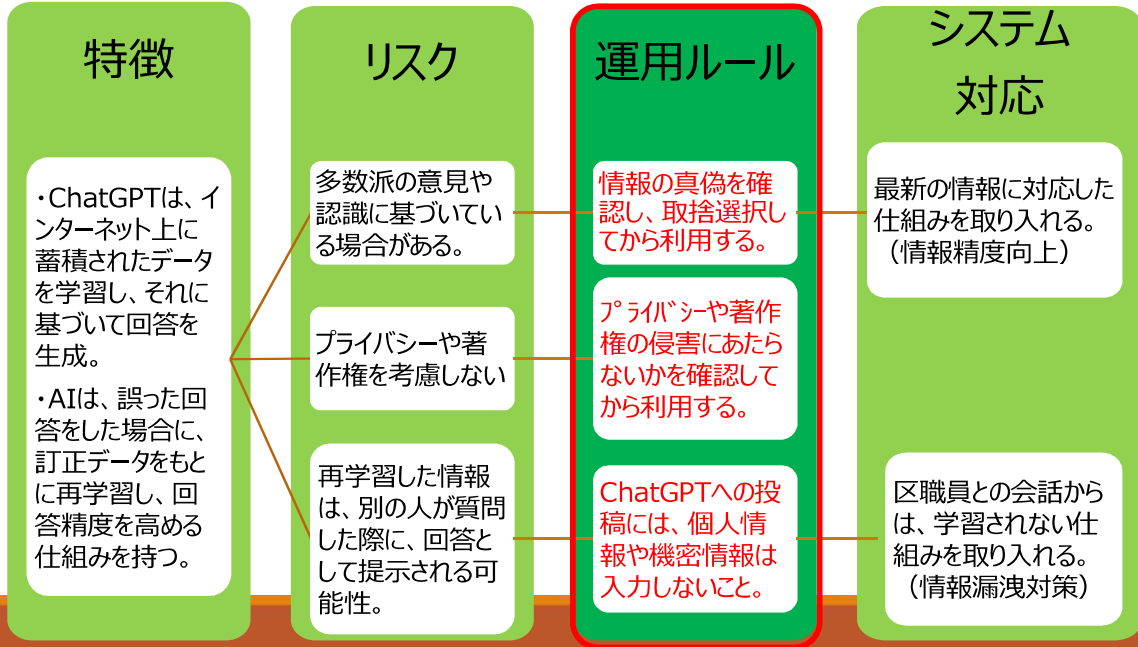 特徴
・ChatGPTは、イ
ンターネット上に
蓄積されたデータ
を学習し、それに
基づいて回答を
生成。
・AIは、誤った回
答をした場合に、
訂正データをもと
に再学習し、回
答精度を高める
仕組みを持つ。
リスク
多数派の意見や
認識に基づいてい
る場合がある。
プライバシーや著
作権を考慮しない
再学習した情報
は、別の人が質問
した際に、回答と
して提示される可
能性。
運用ルール
情報の真偽を確
認し、取捨選択し
てから利用する。
プライバシーや著作
権の侵害にあたら
ないかを確認して
から利用する。
ChatGPTへの投
稿には、個人情
報や機密情報は
入力しないこと。
システム
対応
最新の情報に対応した
仕組みを取り入れる。
(情報精度向上)
区職員との会話から
は、学習されない仕
組みを取り入れる。
(情報漏洩対策)